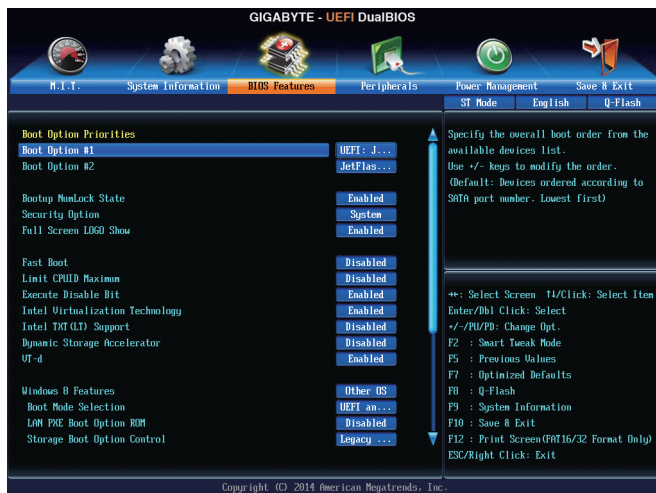 GIGABYTE - UEFI DualBIOS
M.I.T. System Information BIOS Features Peripherals Power Management Save & Exit
ST Mode English Q-Flash
Boot Option Priorities
Boot Option #1 UEFI: J...
Boot Option #2 JetFlas...
Bootup NumLock State Enabled
Security Option System
Full Screen LOGO Show Enabled
Fast Boot Disabled
Limit CPUID Maximum Disabled
Execute Disable Bit Enabled
Intel Virtualization Technology Enabled
Intel TXT(LT) Support Disabled
Dynamic Storage Accelerator Disabled
VT-d Enabled
Windows 8 Features Other OS
Boot Mode Selection UEFI an...
LAN PXE Boot Option ROM Disabled
Storage Boot Option Control Legacy ...
Specify the overall boot order from the
available devices list.
Use +/- keys to modify the order.
(Default: Devices ordered according to
SATA port number. Lowest first)
→←: Select Screen ↑↓/Click: Select Item
Enter/Dbl Click: Select
+/-/PU/PD: Change Opt.
F2 : Smart Tweak Mode
F5 : Previous Values
F7 : Optimized Defaults
F8 : Q-Flash
F9 : System Information
F10 : Save & Exit
F12 : Print Screen(FAT16/32 Format Only)
ESC/Right Click: Exit
Copyright (C) 2014 American Megatrends, Inc.